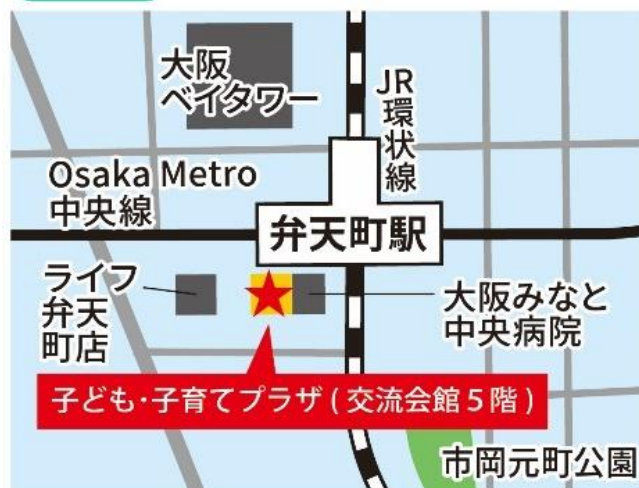 大阪
ベイタワー
JR環状線
Osaka Metro
中央線
弁天町駅
ライフ
弁天
町店
大阪みなと
中央病院
子ども・子育てプラザ(交流会館5階)
市岡元町公園